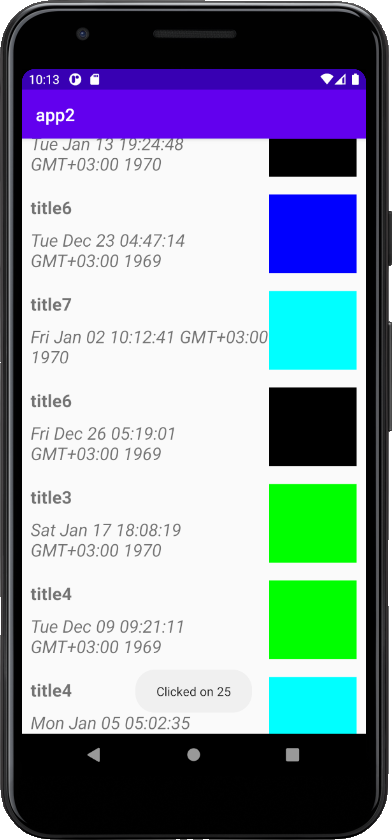 10:13
app2
Tue Jan 13 19:24:48
GMT+03:00 1970
title6
Tue Dec 23 04:47:14
GMT+03:00 1969
title7
Fri Jan 02 10:12:41 GMT+03:00
1970
title6
Fri Dec 26 05:19:01
GMT+03:00 1969
title3
Sat Jan 17 18:08:19
GMT+03:00 1970
title4
Tue Dec 09 09:21:11
GMT+03:00 1969
title4
Clicked on 25
Mon Jan 05 05:02:35